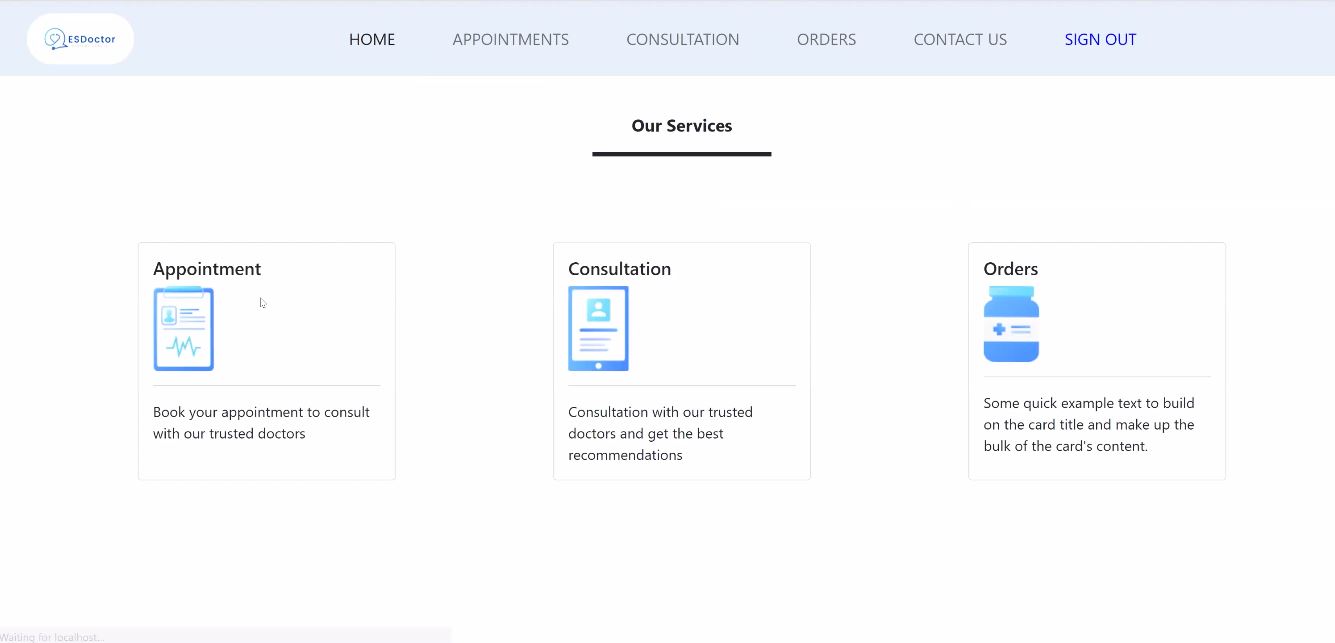 ESDoctor
HOME
APPOINTMENTS
CONSULTATION
ORDERS
CONTACT US
SIGN OUT
Our Services
Appointment
Book your appointment to consult
with our trusted doctors
Consultation
Consultation with our trusted
doctors and get the best
recommendations
Orders
Some quick example text to build
on the card title and make up the
bulk of the card's content.
Waiting for localhost...